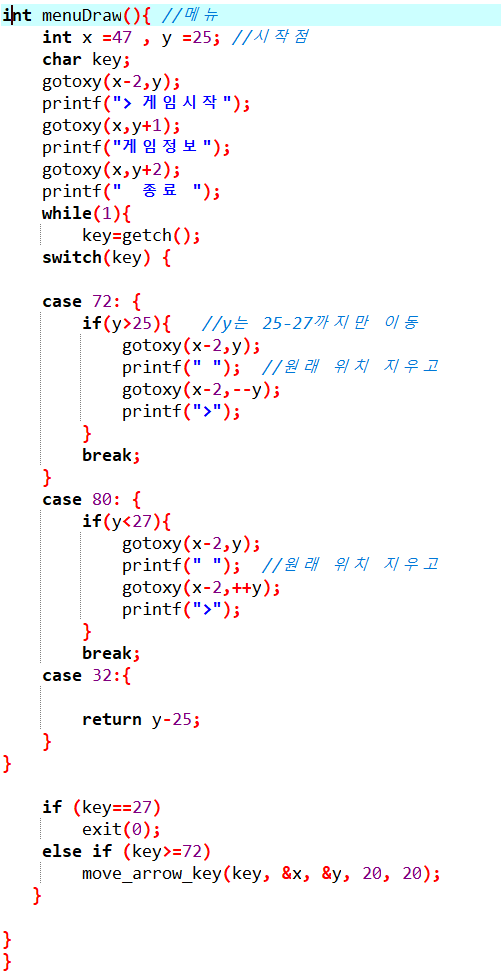 int menuDraw(){ //메뉴
    int x =47 , y =25; //시작점
    char key;
    gotoxy(x-2,y);
    printf("> 게임시작");
    gotoxy(x,y+1);
    printf("게임정보");
    gotoxy(x,y+2);
    printf("  종료 ");
    while(1){
        key=getch();
    switch(key) {
    case 72: {
        if(y>25){   //y는 25-27까지만 이동
            gotoxy(x-2,y);
            printf(" ");  //원래 위치 지우고
            gotoxy(x-2,--y);
            printf(">");
        }
        break;
    }
    case 80: {
        if(y<27){
            gotoxy(x-2,y);
            printf(" ");  //원래 위치 지우고
            gotoxy(x-2,++y);
            printf(">");
        }
        break;
    case 32:{
        return y-25;
    }
}
    if (key==27)
        exit(0);
    else if (key>=72)
        move_arrow_key(key, &x, &y, 20, 20);
   }
}
}